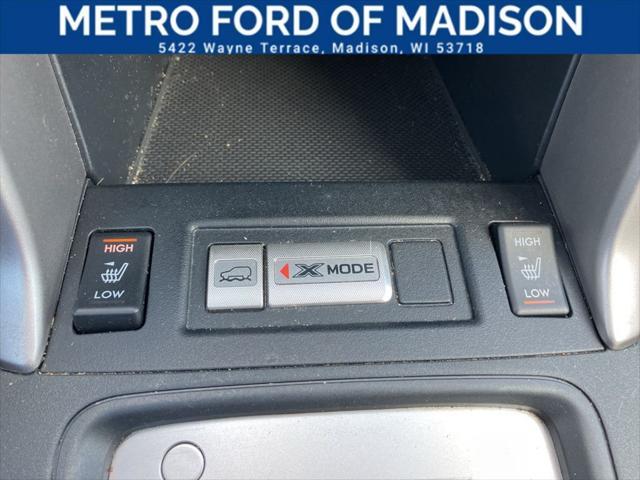 METRO FORD OF MADISON
5422 Wayne Terrace, Madison, WI 53718
HIGH
LOW
X MODE
HIGH
LOW